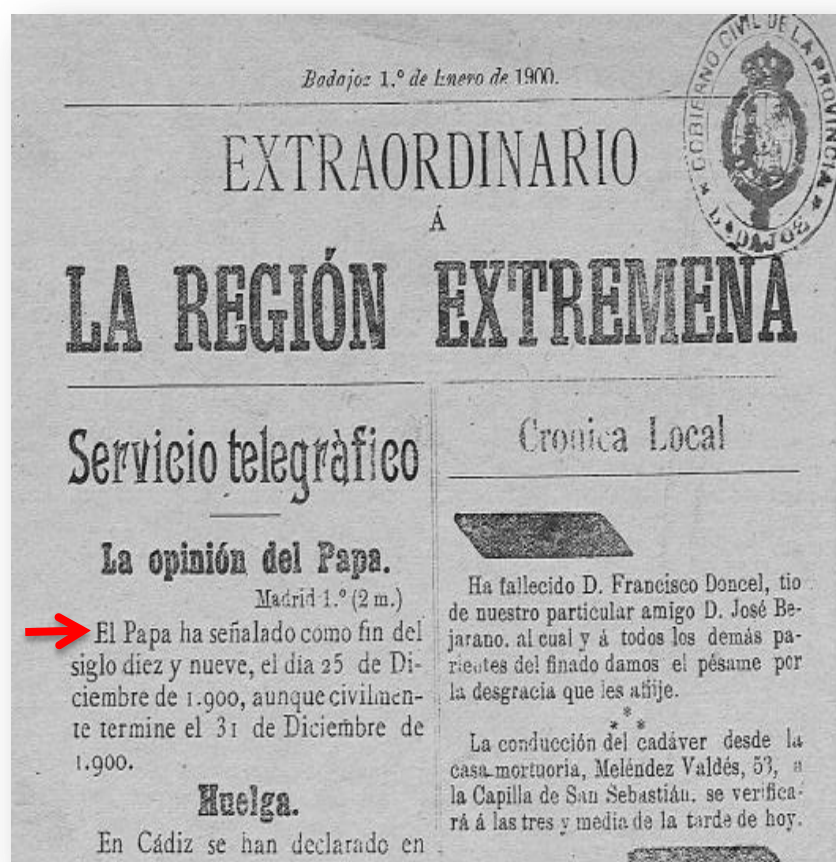 Badajoz 1.º de Enero de 1900.
GOBIERNO CIVIL DE LA PROVINCIA
BADAJOZ
EXTRAORDINARIO
Á
LA REGIÓN EXTREMEÑA
Servicio telegràfico
La opinión del Papa.
Madrid 1.º (2 m.)
El Papa ha señalado como fin del
siglo diez y nueve, el dia 25 de Di-
ciembre de 1.900, aunque civilmen-
te termine el 31 de Diciembre de
1.900.
Huelga.
En Cádiz se han declarado en
Cronica Local
Ha fallecido D. Francisco Doncel, tio
de nuestro particular amigo D. José Be-
jarano, al cual y á todos los demás pa-
rientes del finado damos el pésame por
la desgracia que les aflije.
La conducción del cadáver desde la
casa mortuoria, Meléndez Valdés, 53, a
la Capilla de San Sebastián, se verifica-
rá á las tres y media de la tarde de hoy.